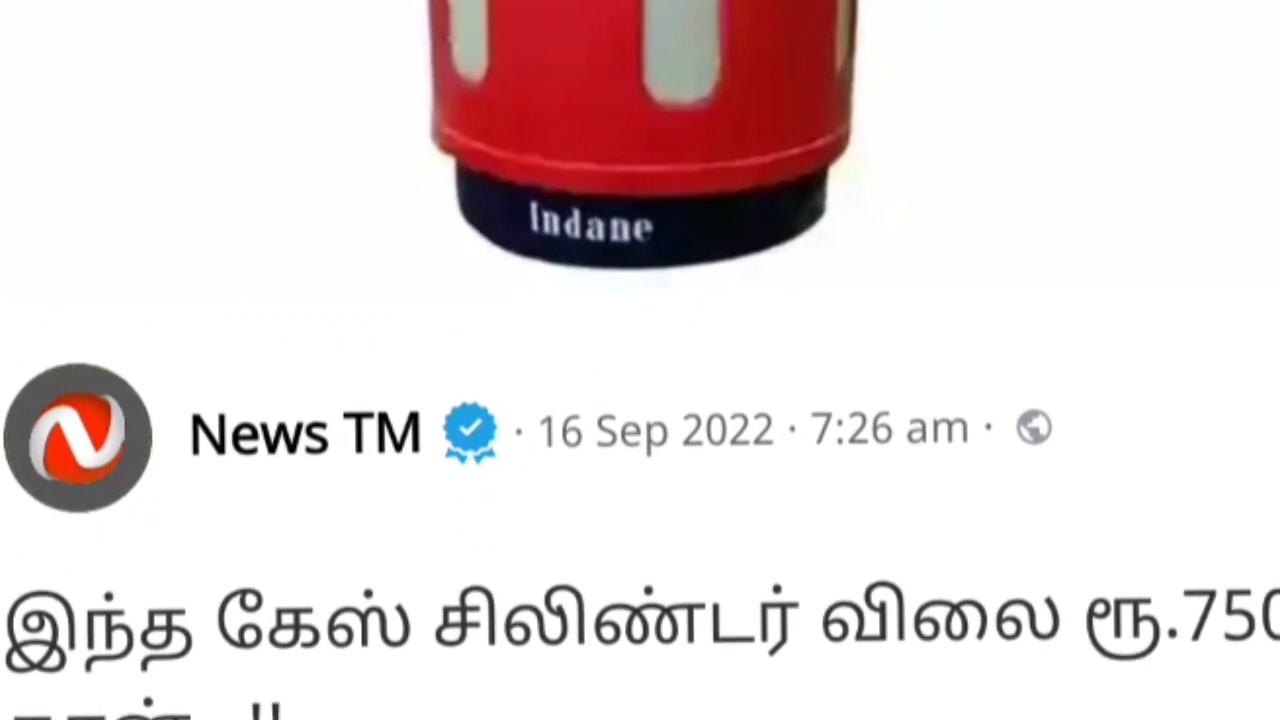 Indane
News TM · 16 Sep 2022 · 7:26 am ·
இந்த கேஸ் சிலிண்டர் விலை ரூ.750